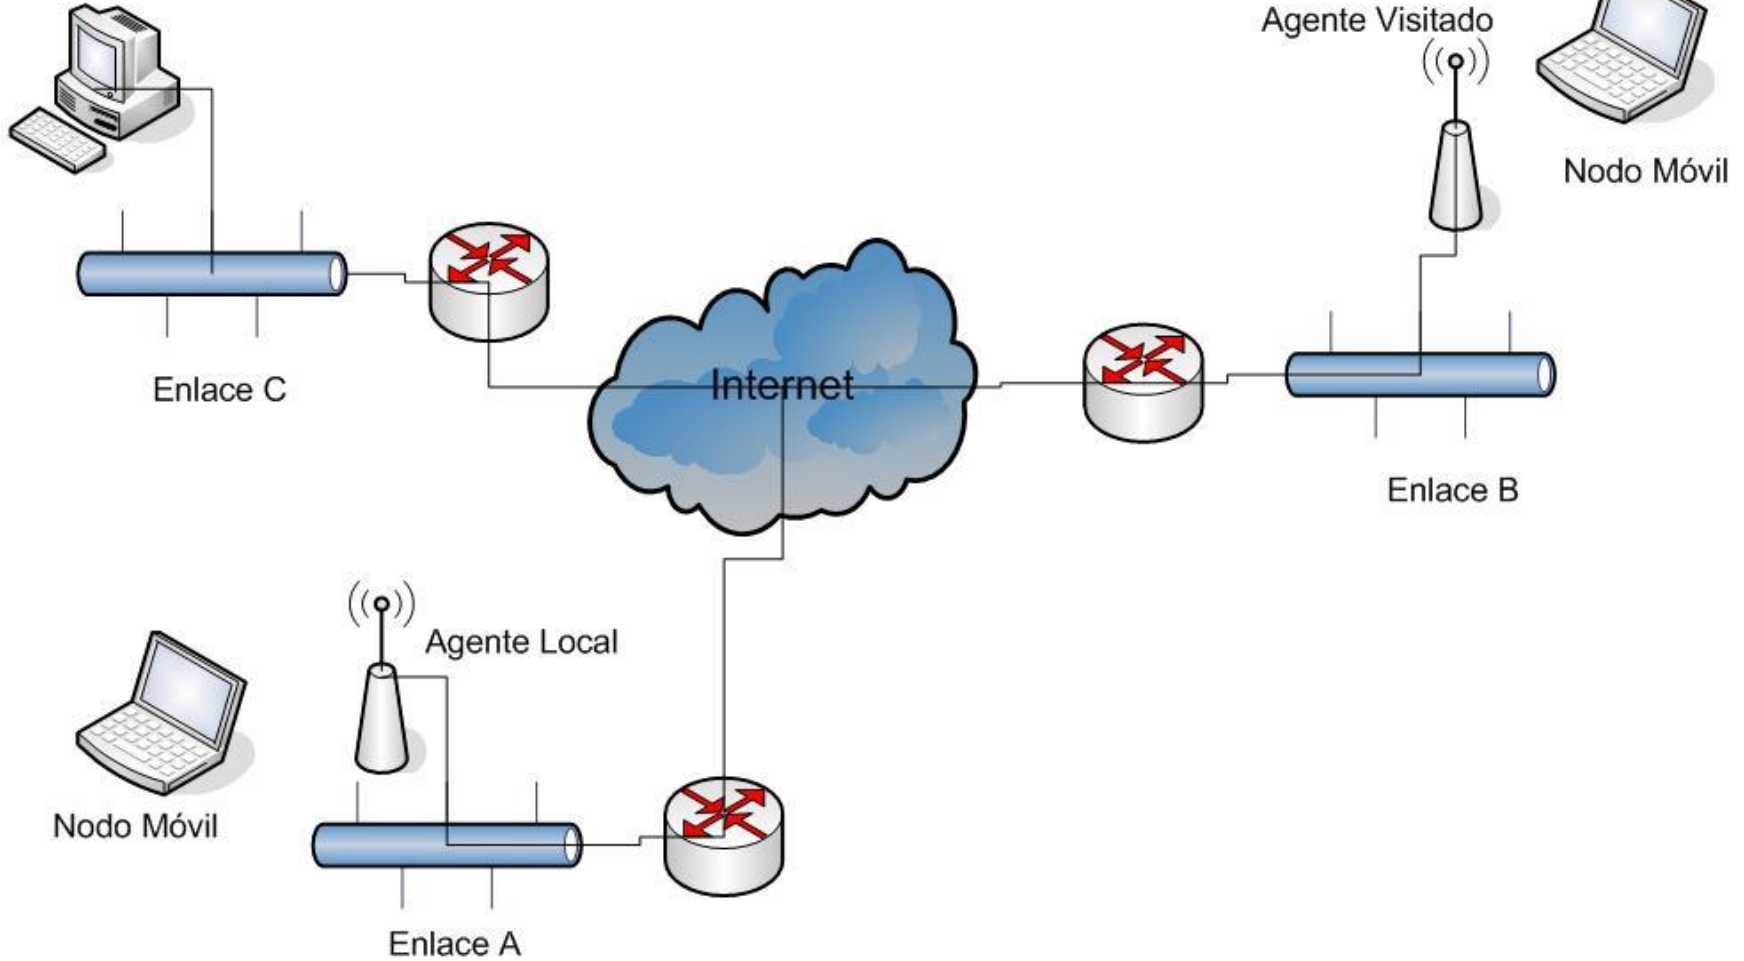 Agente Visitado
Nodo Móvil
Enlace C
Internet
Enlace B
Agente Local
Nodo Móvil
Enlace A